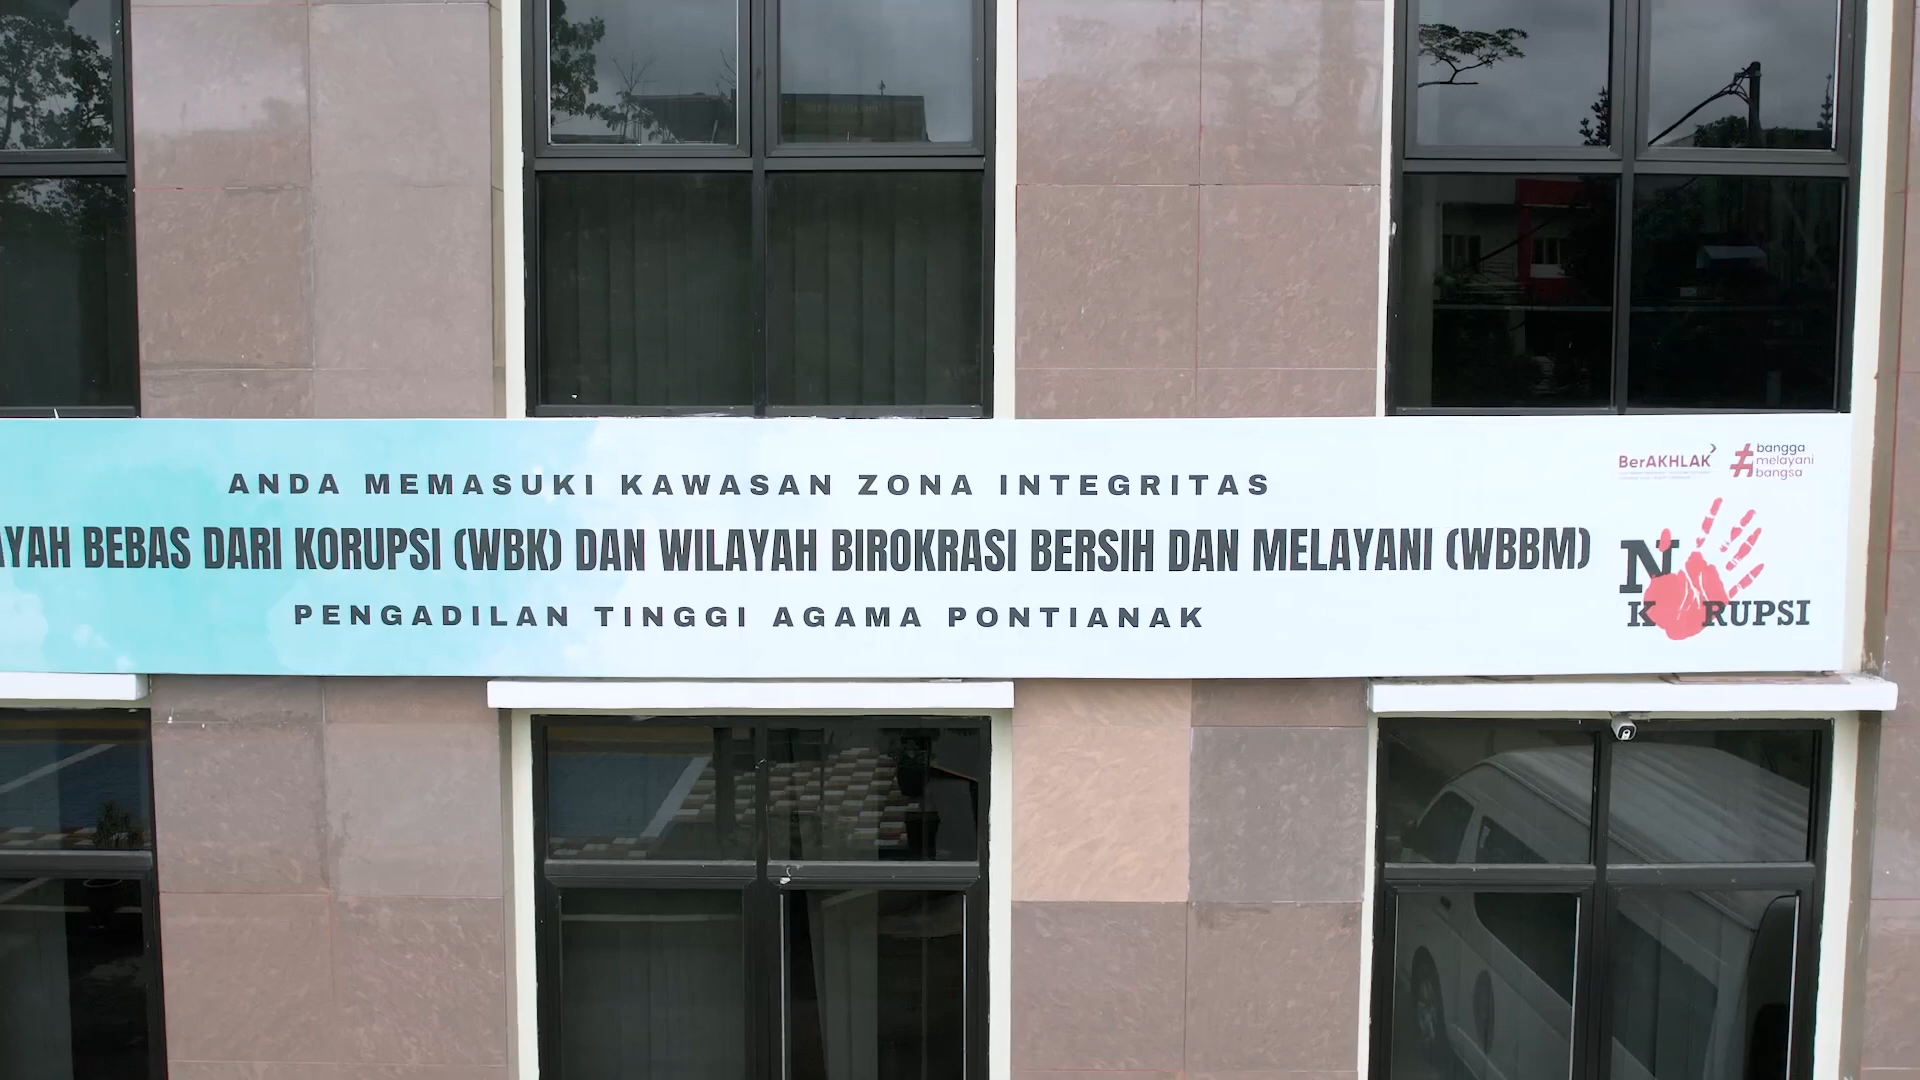 ANDA MEMASUKI KAWASAN ZONA INTEGRITAS
AYAH BEBAS DARI KORUPSI (WBK) DAN WILAYAH BIROKRASI BERSIH DAN MELAYANI (WBBM)
PENGADILAN TINGGI AGAMA PONTIANAK
BerAKHLAK
#bangga
melayani
bangsa
NO
KORUPSI